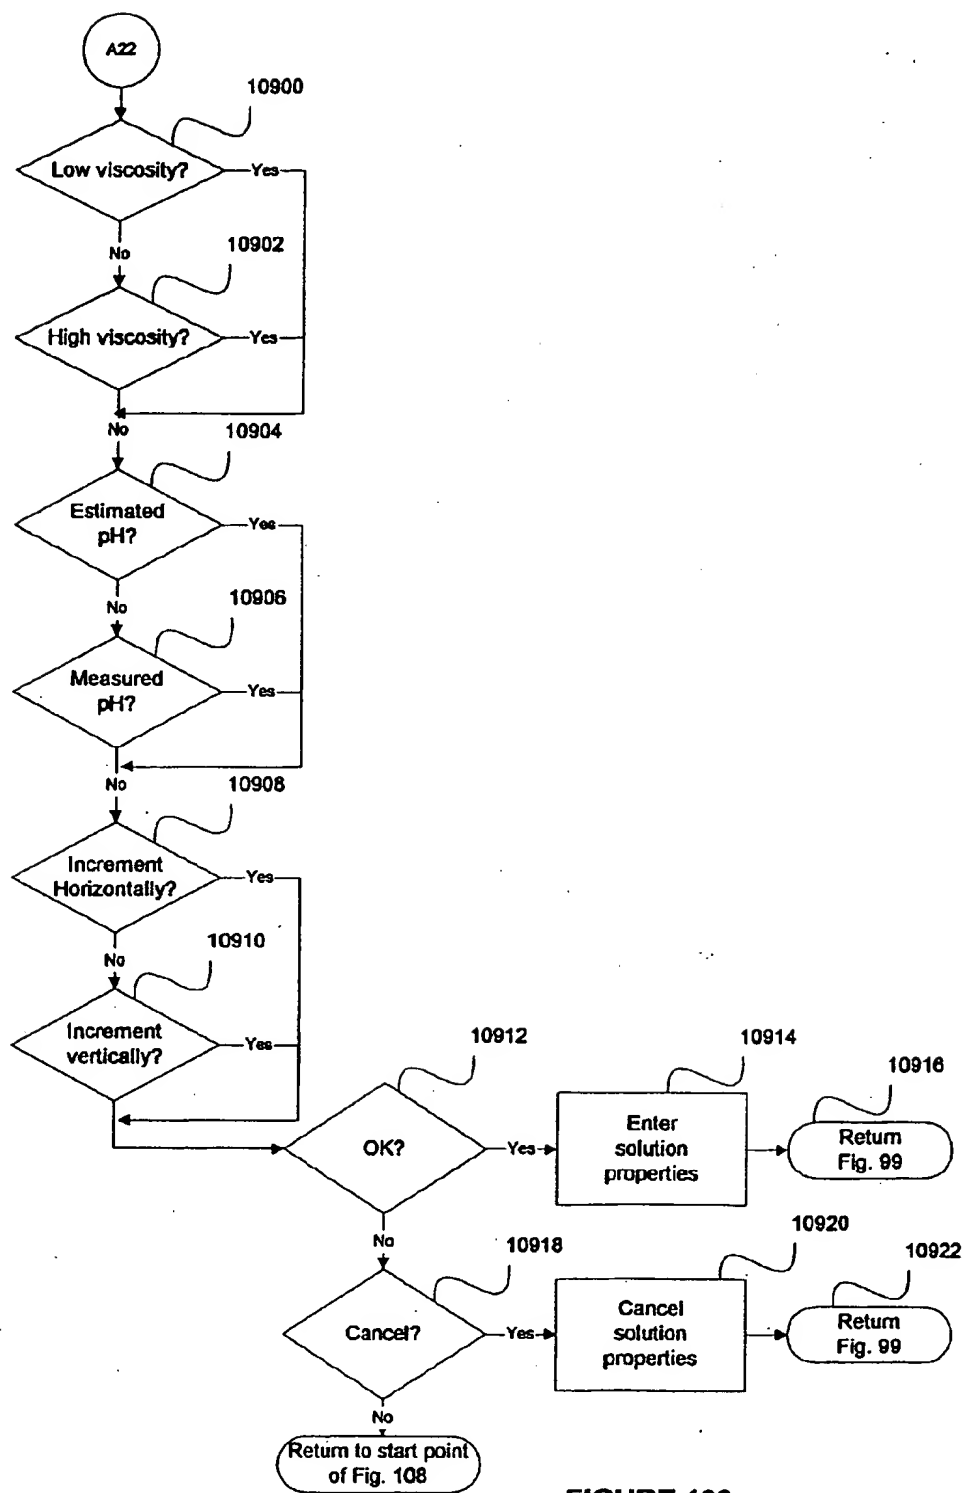 A22
10900
Low viscosity?
Yes
No
10902
High viscosity?
Yes
No
10904
Estimated
pH?
Yes
No
10906
Measured
pH?
Yes
No
10908
Increment
Horizontally?
Yes
No
10910
Increment
vertically?
Yes
10912
OK?
Yes
10914
Enter
solution
properties
10916
Return
Fig. 99
No
10918
Cancel?
Yes
10920
Cancel
solution
properties
10922
Return
Fig. 99
No
Return to start point
of Fig. 108